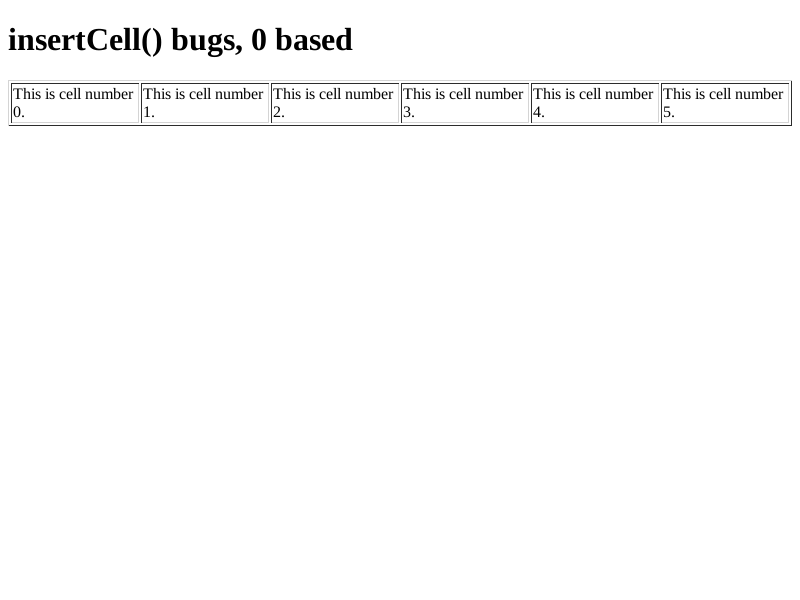 insertCell() bugs, 0 based
This is cell number 0.
This is cell number 1.
This is cell number 2.
This is cell number 3.
This is cell number 4.
This is cell number 5.